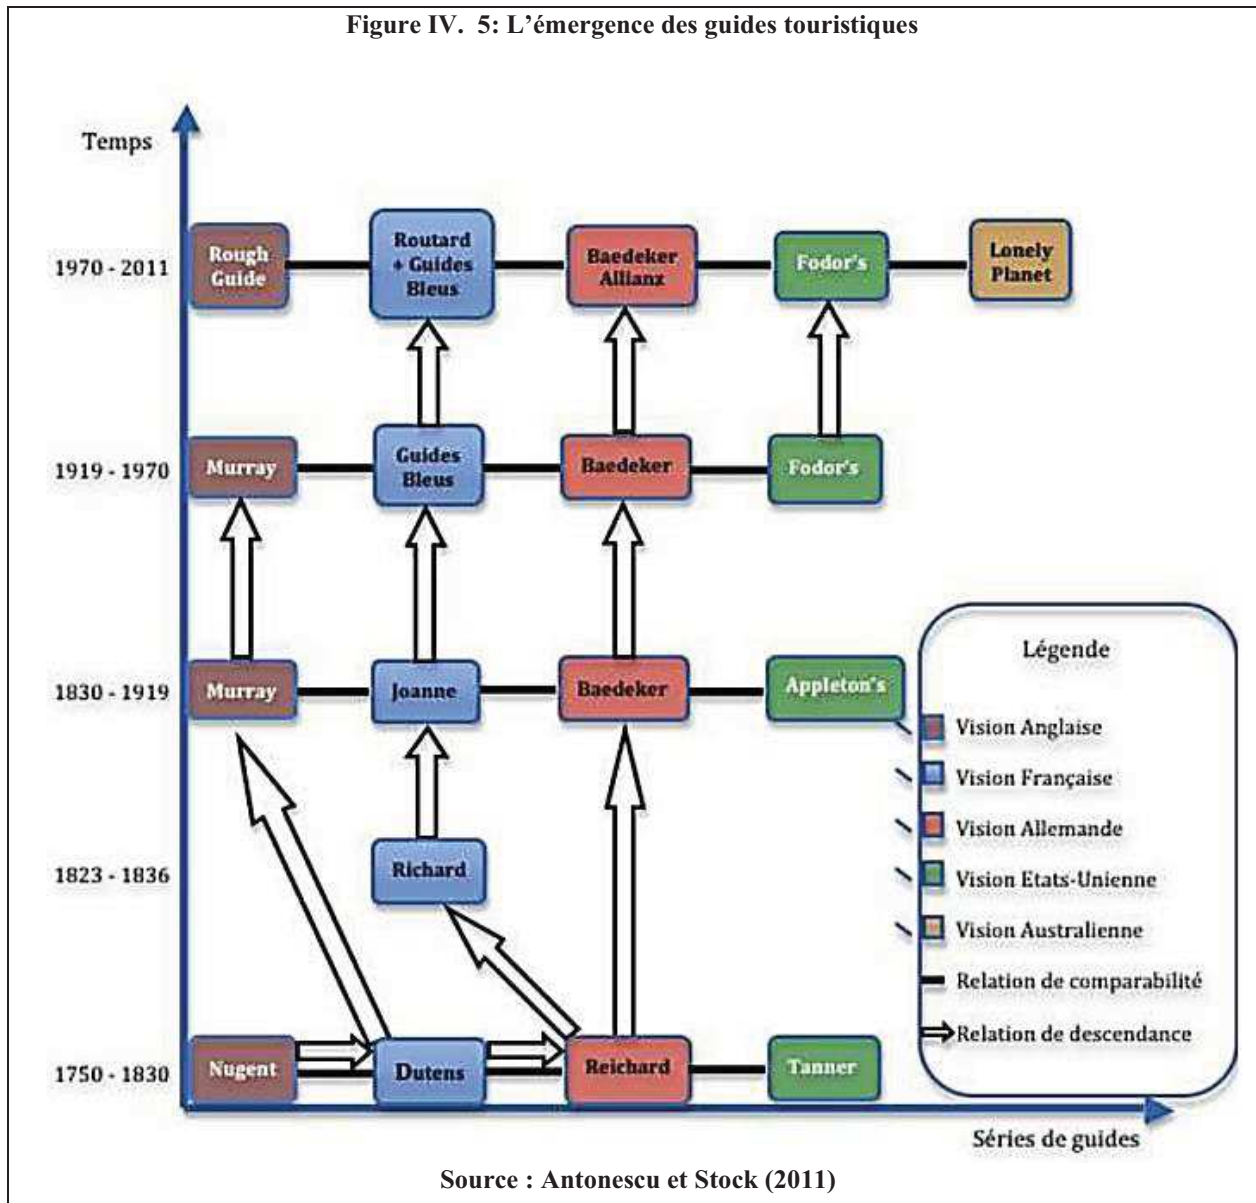 Figure IV.  5: L’émergence des guides touristiques
Temps
1970 - 2011
Rough
Guide
Routard
+ Guides
Bleus
Baedeker
Allianz
Fodor's
Lonely
Planet
1919 - 1970
Murray
Guides
Bleus
Baedeker
Fodor's
1830 - 1919
Murray
Joanne
Baedeker
Appleton's
1823 - 1836
Richard
1750 - 1830
Nugent
Dutens
Reichard
Tanner
Légende
Vision Anglaise
Vision Française
Vision Allemande
Vision Etats-Unienne
Vision Australienne
Relation de comparabilité
Relation de descendance
Séries de guides
Source : Antonescu et Stock (2011)